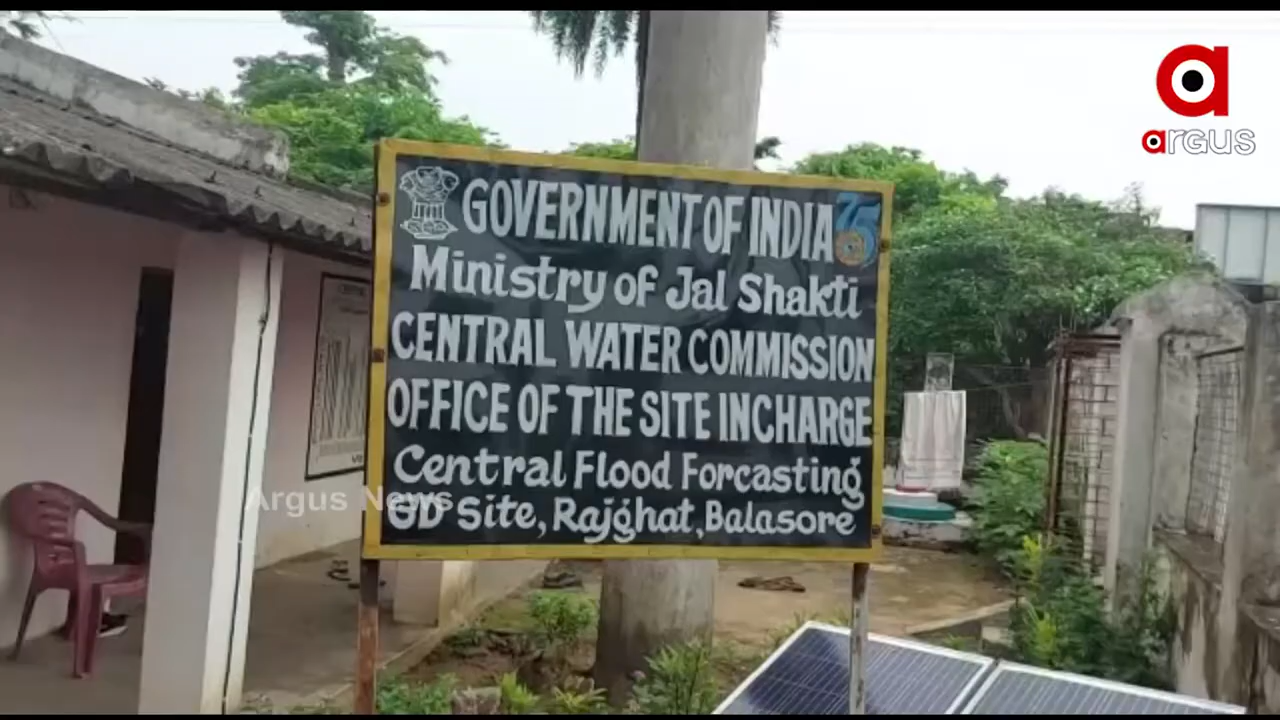 GOVERNMENT OF INDIA
Ministry of Jal Shakti
CENTRAL WATER COMMISSION
OFFICE OF THE SITE INCHARGE
Central Flood Forcasting
GD Site, Rajghat, Balasore
a
arGUS
Argus News
75